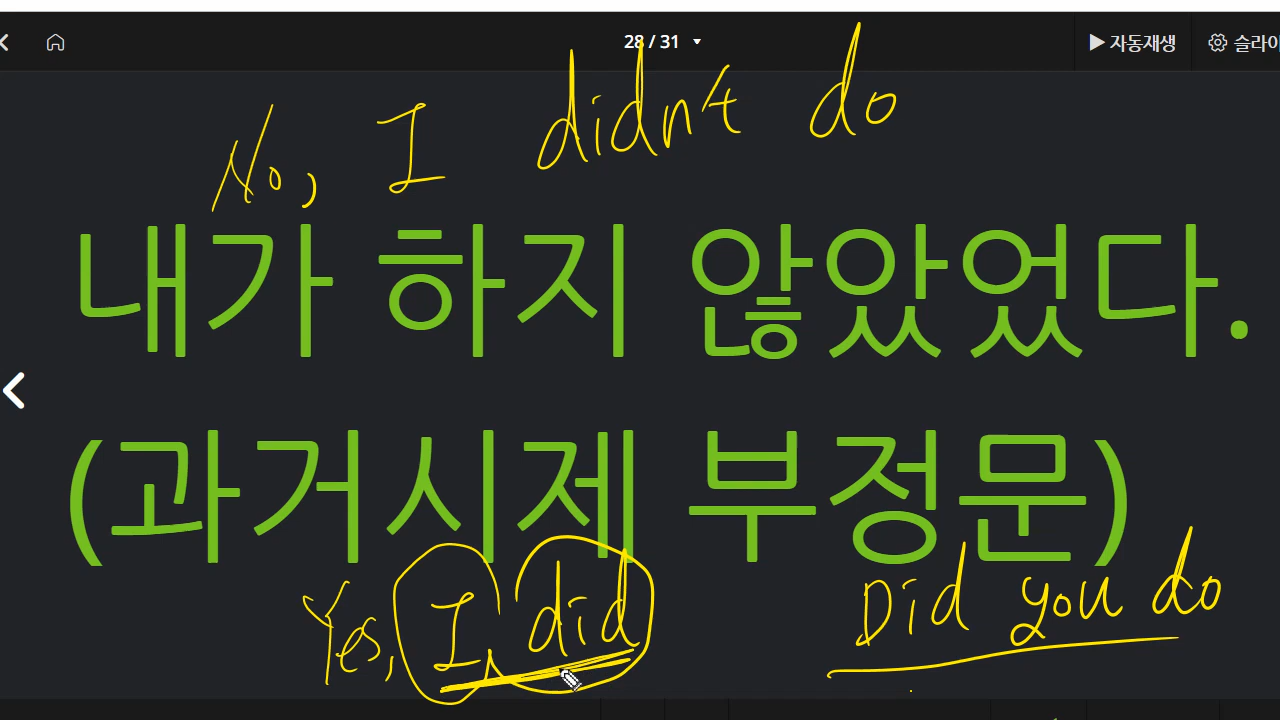 28 / 31
자동재생
슬라이
No, I didn't do
내가 하지 않았었다.
(과거시제 부정문)
Yes, I, did
Did you do